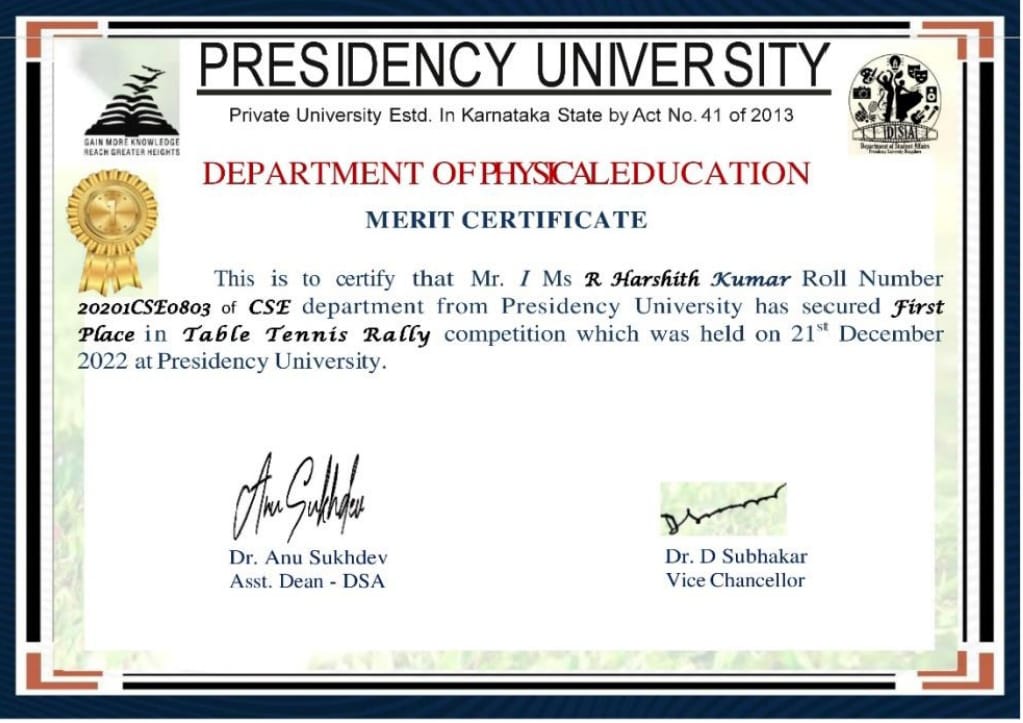 PRESIDENCY UNIVERSITY
Private University Estd. In Karnataka State by Act No. 41 of 2013
GAIN MORE KNOWLEDGE
REACH GREATER HEIGHTS
DSA
Department of Student Affairs
Presidency University Bengaluru
DEPARTMENT OF PHYSICAL EDUCATION
MERIT CERTIFICATE
1
This is to certify that Mr. / Ms R Harshith Kumar Roll Number
20201CSE0803 of CSE department from Presidency University has secured First
Place in Table Tennis Rally competition which was held on 21st December
2022 at Presidency University.
Anu Sukhdev
Dr. Anu Sukhdev
Asst. Dean - DSA
Dr. D Subhakar
Vice Chancellor